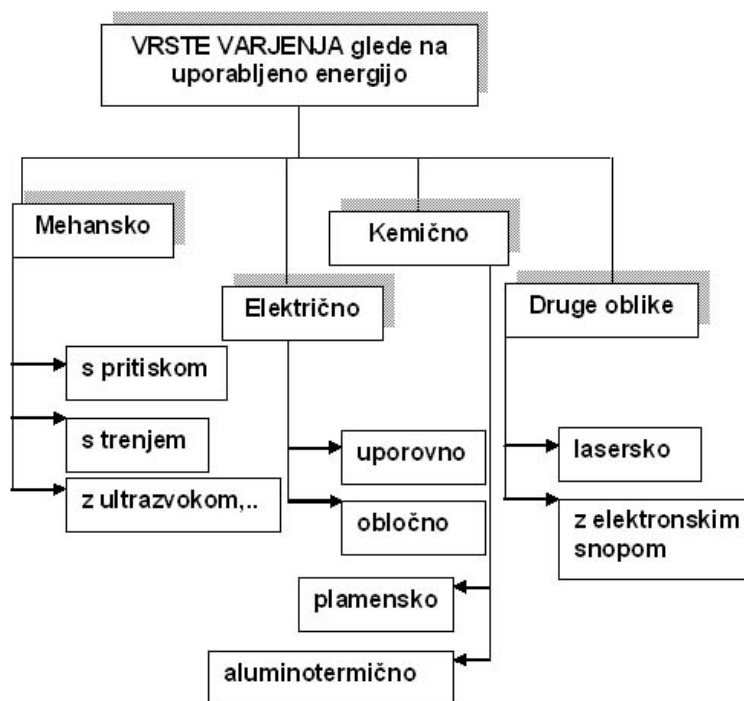 VRSTE VARJENJA glede na
uporabljeno energijo
Mehansko
s pritiskom
s trenjem
z ultrazvokom,..
Električno
uporovno
obločno
Kemično
plamensko
aluminotermično
Druge oblike
lasersko
z elektronskim
snopom